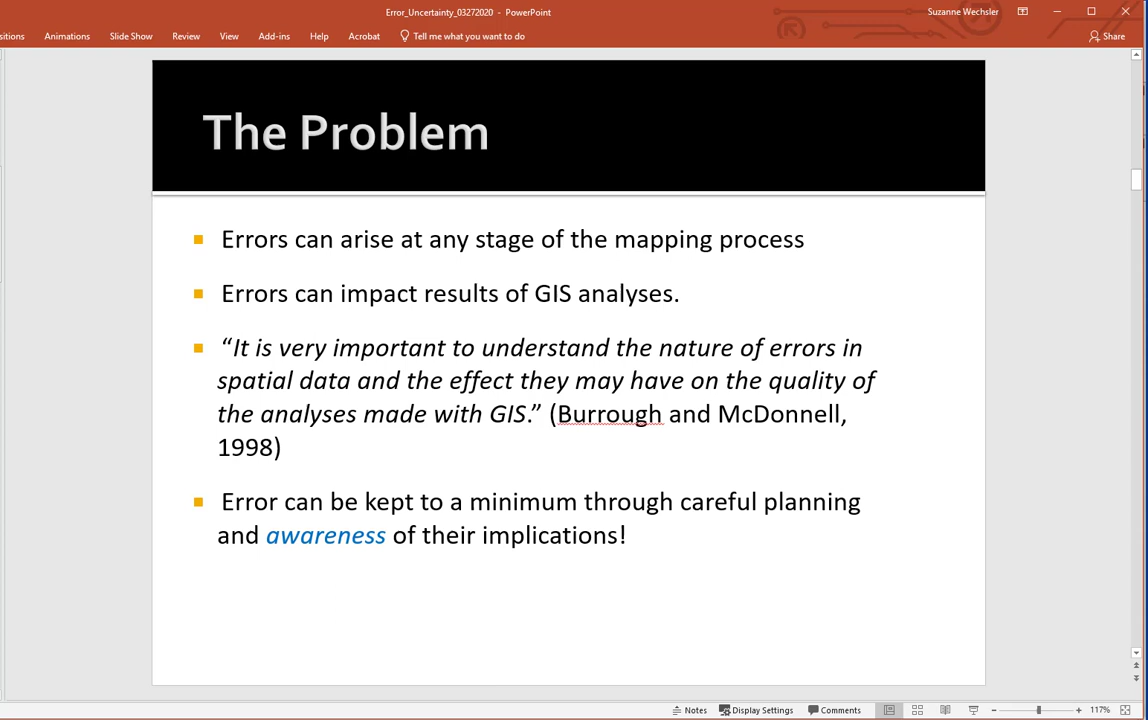 Error_Uncertainty_03272020 - PowerPoint
Suzanne Wechsler
sitions Animations Slide Show Review View Add-ins Help Acrobat Tell me what you want to do
Share
The Problem
Errors can arise at any stage of the mapping process
Errors can impact results of GIS analyses.
“It is very important to understand the nature of errors in
spatial data and the effect they may have on the quality of
the analyses made with GIS.” (Burrough and McDonnell,
1998)
Error can be kept to a minimum through careful planning
and awareness of their implications!
Notes Display Settings Comments 117%